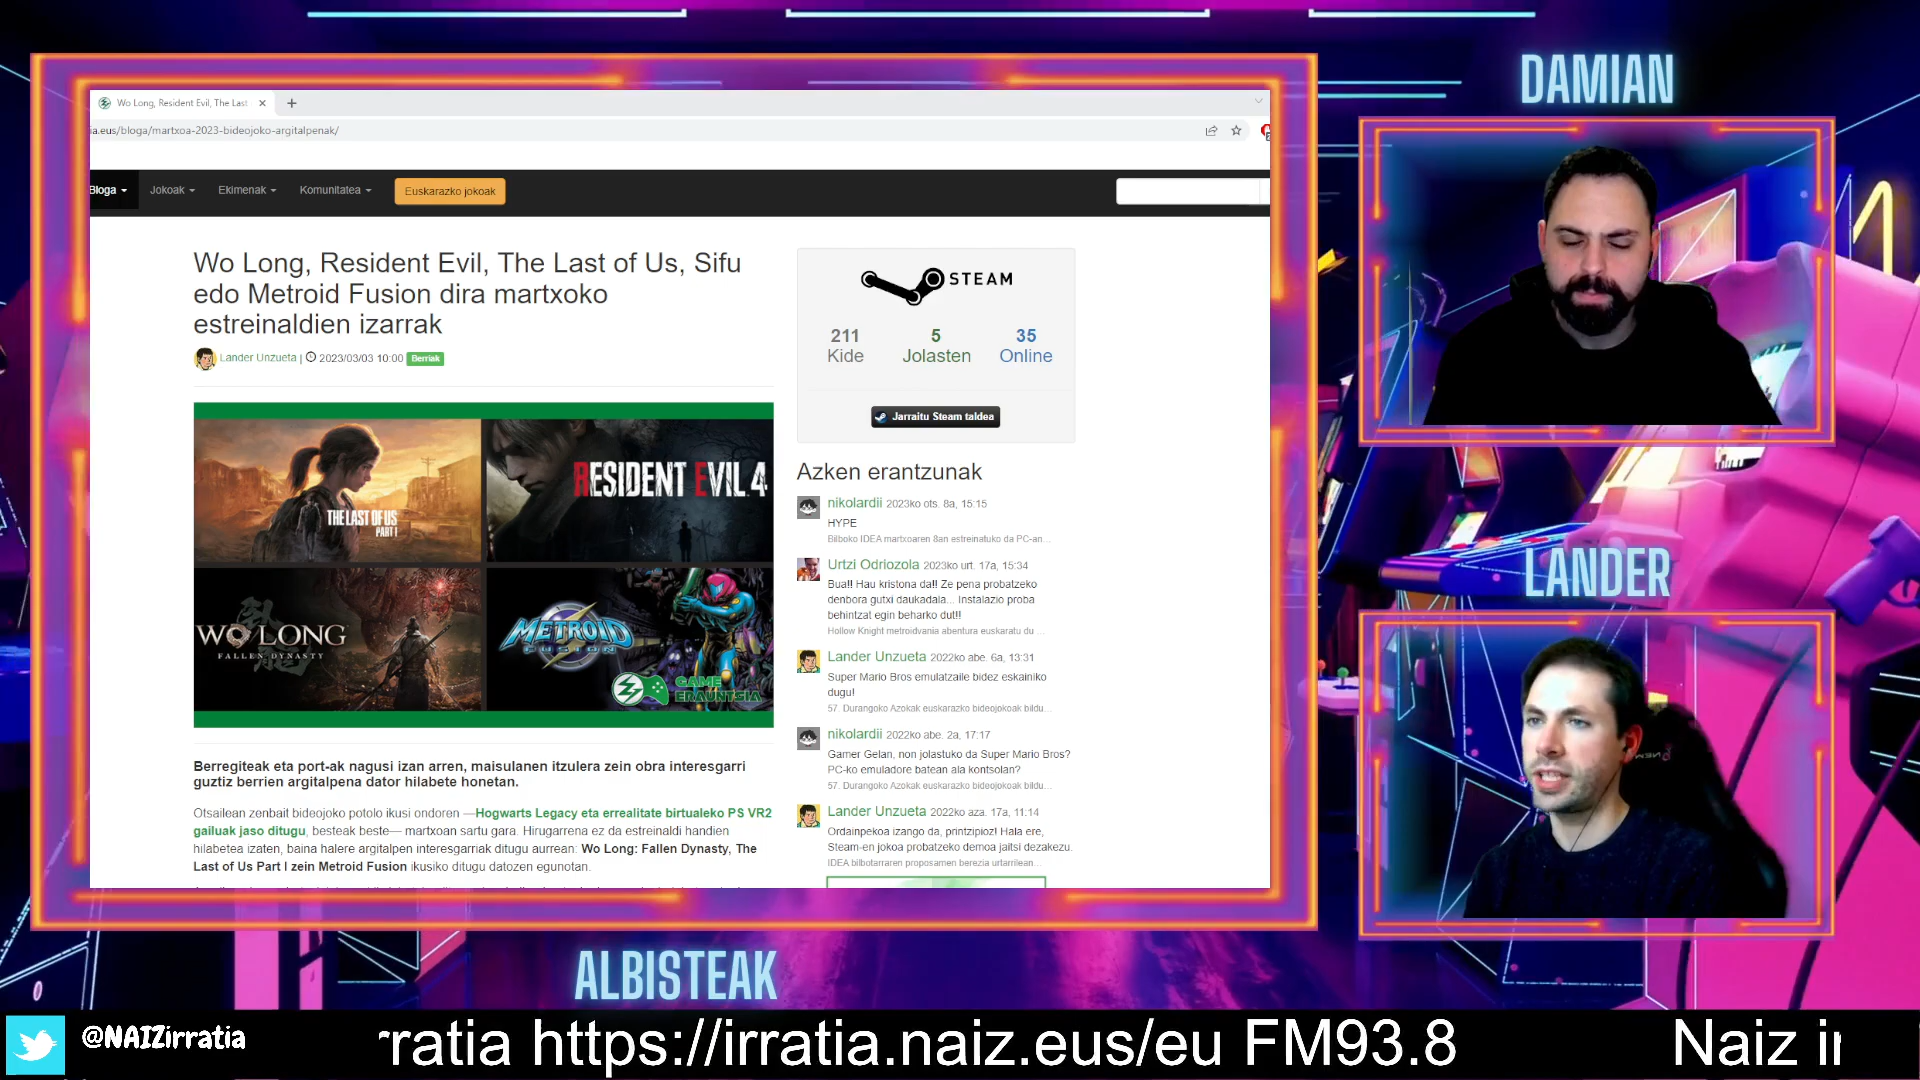 DAMIAN
Wo Long, Resident Evil, The Last
ia.eus/bloga/martxoa-2023-bideojoko-argitalpenak/
Bloga
Jokoak
Ekimenak
Komunitatea
Euskarazko jokoak
Wo Long, Resident Evil, The Last of Us, Sifu
edo Metroid Fusion dira martxoko
estreinaldien izarrak
Lander Unzueta | 2023/03/03 10:00 Berriak
THE LAST OF US
PART I
RESIDENT EVIL 4
WO LONG
FALLEN DYNASTY
METROID
FUSION
GAME
ERAUNTSIA
Berregiteak eta port-ak nagusi izan arren, maisulanen itzulera zein obra interesgarri
guztiz berrien argitalpena dator hilabete honetan.
Otsailean zenbait bideojoko potolo ikusi ondoren —Hogwarts Legacy eta errealitate birtualeko PS VR2
gailuak jaso ditugu, besteak beste— martxoan sartu gara. Hirugarrena ez da estreinaldi handien
hilabetea izaten, baina halere argitalpen interesgarriak ditugu aurrean: Wo Long: Fallen Dynasty, The
Last of Us Part I zein Metroid Fusion ikusiko ditugu datozen egunotan.
STEAM
211 5 35
Kide Jolasten Online
Jarraitu Steam taldea
Azken erantzunak
nikolardii 2023ko ots. 8a, 15:15
HYPE
Bilboko IDEA martxoaren 8an estreinatuko da PC-an...
Urtzi Odriozola 2023ko urt. 17a, 15:34
Bua!! Hau kristona da!! Ze pena probatzeko
denbora gutxi daukadala... Instalazio proba
behintzat egin beharko dut!!!
Hollow Knight metroidvania abentura euskaratu du ...
Lander Unzueta 2022ko abe. 6a, 13:31
Super Mario Bros emulatzaile bidez eskainiko
dugu!
57. Durangoko Azokak euskarazko bideojokoak bildu...
nikolardii 2022ko abe. 2a, 17:17
Gamer Gelan, non jolastuko da Super Mario Bros?
PC-ko emuladore batean ala kontsolan?
57. Durangoko Azokak euskarazko bideojokoak bildu...
Lander Unzueta 2022ko aza. 17a, 11:14
Ordainpekoa izango da, printzipioz! Hala ere,
Steam-en jokoa probatzeko demoa jaitsi dezakezu.
IDEA bilbotarraren proposamen berezia urtarrilean...
LANDER
ALBISTEAK
@NAIZirratia
rratia https://irratia.naiz.eus/eu FM93.8
Naiz ir